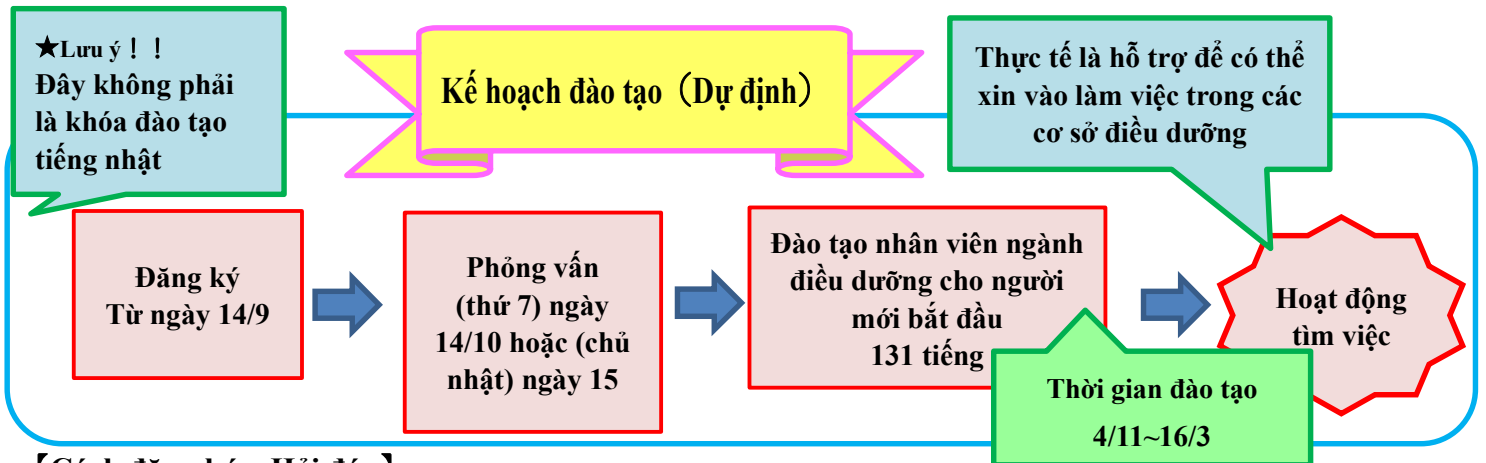 ★Lưu ý！！
Đây không phải
là khóa đào tạo
tiếng nhật
Kế hoạch đào tạo（Dự định）
Thực tế là hỗ trợ để có thể
xin vào làm việc trong các
cơ sở điều dưỡng
Đăng ký
Từ ngày 14/9
Phỏng vấn
(thứ 7) ngày
14/10 hoặc (chủ
nhật) ngày 15
Đào tạo nhân viên ngành
điều dưỡng cho người
mới bắt đầu
131 tiếng
Thời gian đào tạo
4/11~16/3
Hoạt động
tìm việc